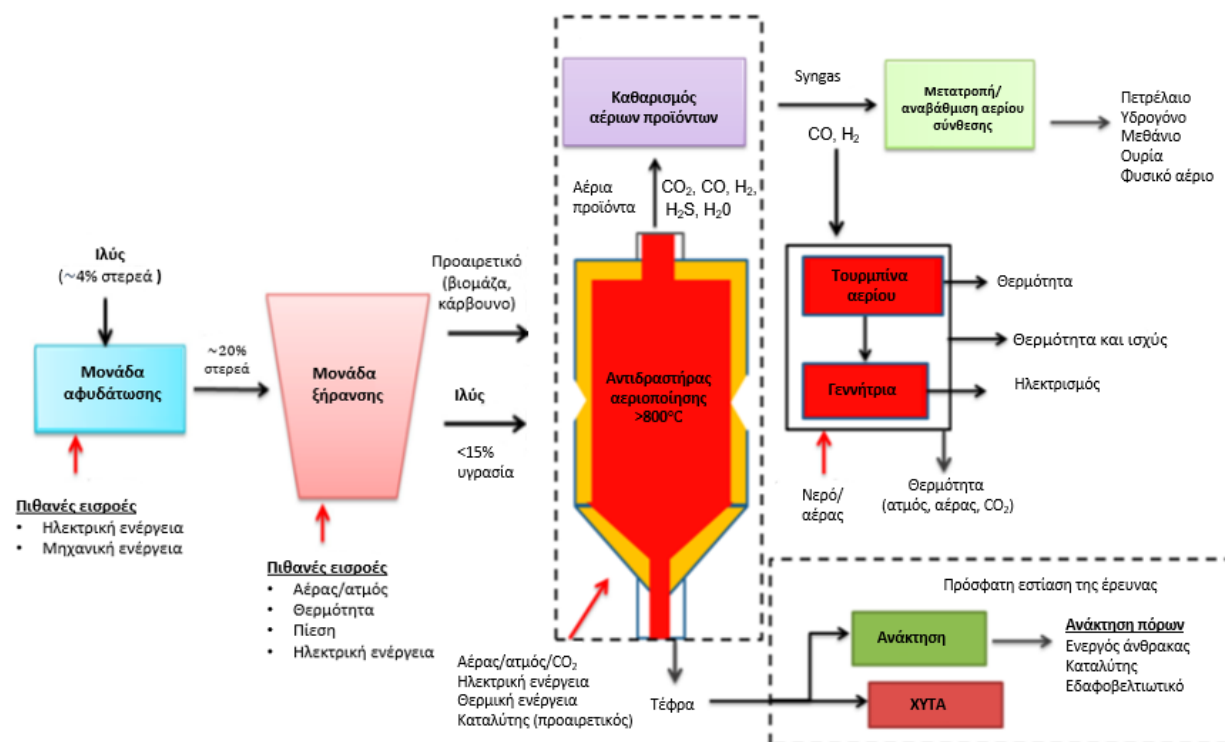 Ιλύς
(~4% στερεά )
Μονάδα
αφυδάτωσης
Πιθανές εισροές
• Ηλεκτρική ενέργεια
• Μηχανική ενέργεια
~20%
στερεά
Μονάδα
ξήρανσης
Πιθανές εισροές
• Αέρας/ατμός
• Θερμότητα
• Πίεση
• Ηλεκτρική ενέργεια
Προαιρετικό
(βιομάζα,
κάρβουνο)
Ιλύς
<15%
υγρασία
Καθαρισμός
αέριων προϊόντων
Αέρια
προϊόντα
CO₂, CO, H₂,
H₂S, H₂0
Αντιδραστήρας
αεριοποίησης
>800°C
Αέρας/ατμός/CO₂
Ηλεκτρική ενέργεια
Θερμική ενέργεια
Καταλύτης (προαιρετικός)
Τέφρα
Syngas
CO, H₂
Μετατροπή/
αναβάθμιση αερίου
σύνθεσης
Πετρέλαιο
Υδρογόνο
Μεθάνιο
Ουρία
Φυσικό αέριο
Τουρμπίνα
αερίου
Γεννήτρια
Θερμότητα
Θερμότητα και ισχύς
Ηλεκτρισμός
Νερό/
αέρας
Θερμότητα
(ατμός, αέρας, CO₂)
Πρόσφατη εστίαση της έρευνας
Ανάκτηση
ΧΥΤΑ
Ανάκτηση πόρων
Ενεργός άνθρακας
Καταλύτης
Εδαφοβελτιωτικό